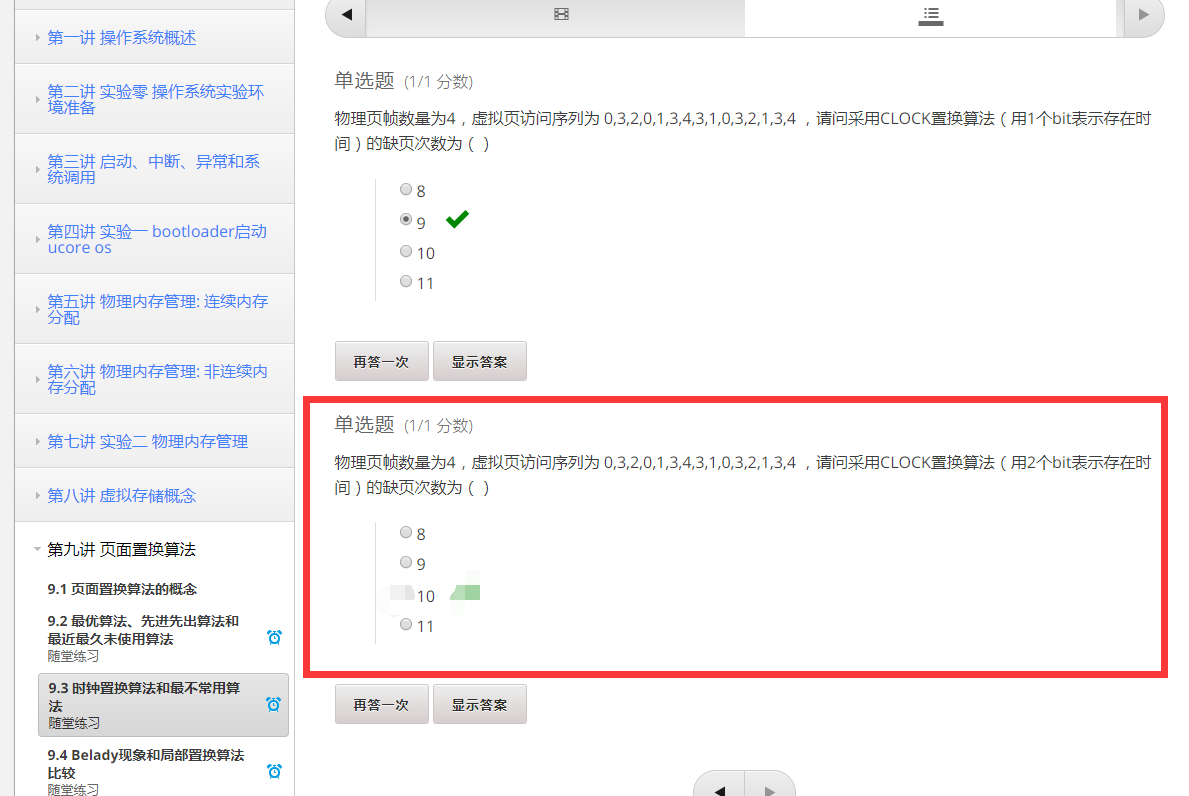 第一讲 操作系统概述
第二讲 实验零 操作系统实验环
境准备
第三讲 启动、中断、异常和系
统调用
第四讲 实验一 bootloader启动
ucore os
第五讲 物理内存管理: 连续内存
分配
第六讲 物理内存管理: 非连续内
存分配
第七讲 实验二 物理内存管理
第八讲 虚拟存储概念
第九讲 页面置换算法
9.1 页面置换算法的概念
9.2 最优算法、先进先出算法和
最近最久未使用算法
随堂练习
9.3 时钟置换算法和最不常用算
法
随堂练习
9.4 Belady现象和局部置换算法
比较
随堂练习
单选题 (1/1 分数)
物理页帧数量为4，虚拟页访问序列为 0,3,2,0,1,3,4,3,1,0,3,2,1,3,4 ，请问采用CLOCK置换算法（用1个bit表示存在时
间）的缺页次数为 ( )
8
9
10
11
再答一次 显示答案
单选题 (1/1 分数)
物理页帧数量为4，虚拟页访问序列为 0,3,2,0,1,3,4,3,1,0,3,2,1,3,4 ，请问采用CLOCK置换算法（用2个bit表示存在时
间）的缺页次数为 ( )
8
9
10
11
再答一次 显示答案